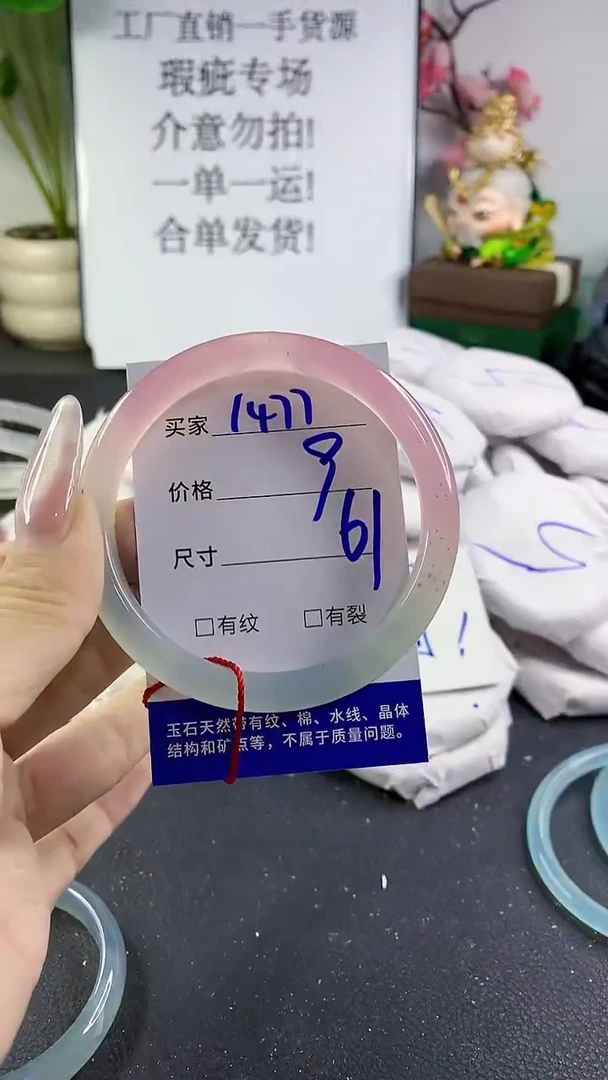 工厂直销一手货源
瑕疵专场
介意勿拍!
一单一运!
合单发货!
买家 1477
价格 9
尺寸 61
□有纹 □有裂
玉石天然带有纹、棉、水线、晶体
结构和矿点等，不属于质量问题。